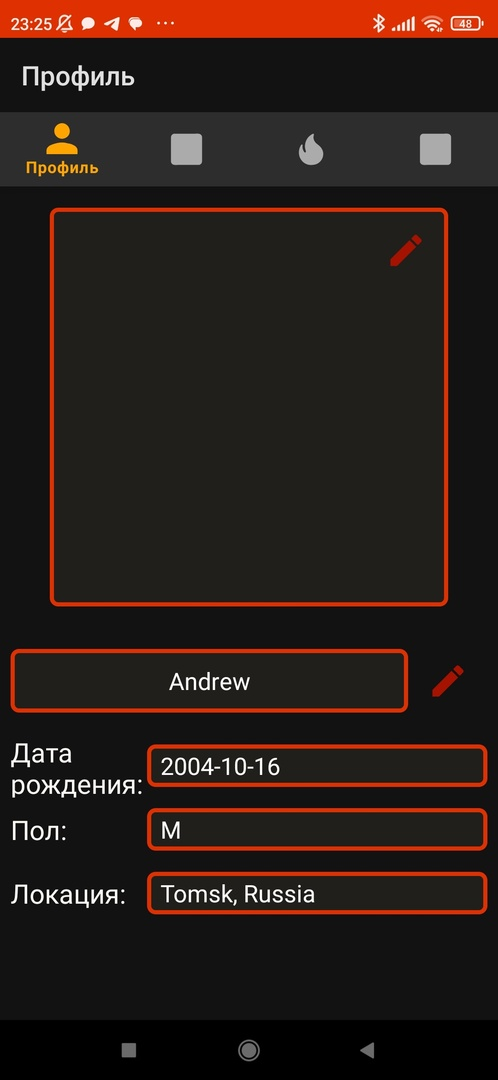 23:25
48
Профиль
Профиль
Andrew
Дата
рождения:
2004-10-16
Пол:
M
Локация:
Tomsk, Russia